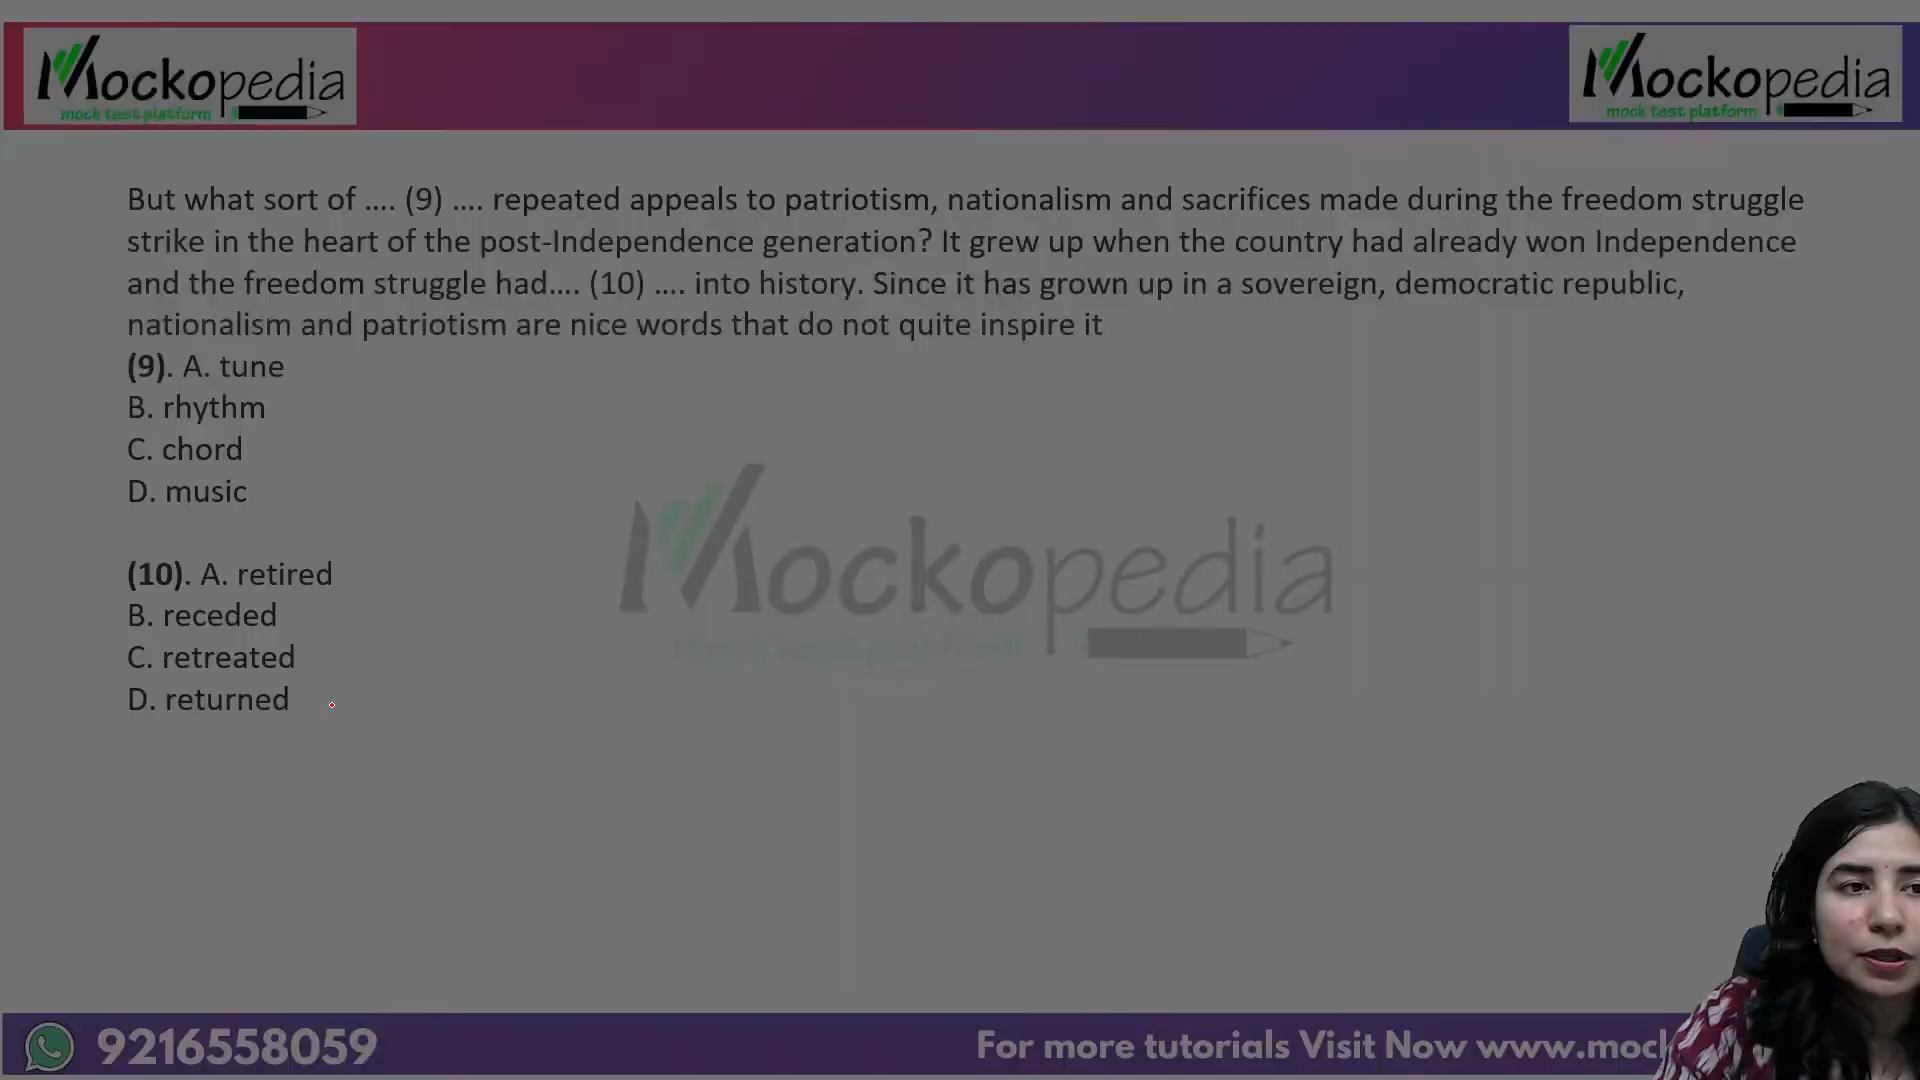 Mockopedia
mock test platform
Mockopedia
mock test platform
But what sort of .... (9) .... repeated appeals to patriotism, nationalism and sacrifices made during the freedom struggle
strike in the heart of the post-Independence generation? It grew up when the country had already won Independence
and the freedom struggle had.... (10) .... into history. Since it has grown up in a sovereign, democratic republic,
nationalism and patriotism are nice words that do not quite inspire it
(9). A. tune
B. rhythm
C. chord
D. music
Mockopedia
mock test platform
(10). A. retired
B. receded
C. retreated
D. returned
9216558059
For more tutorials Visit Now www.moc